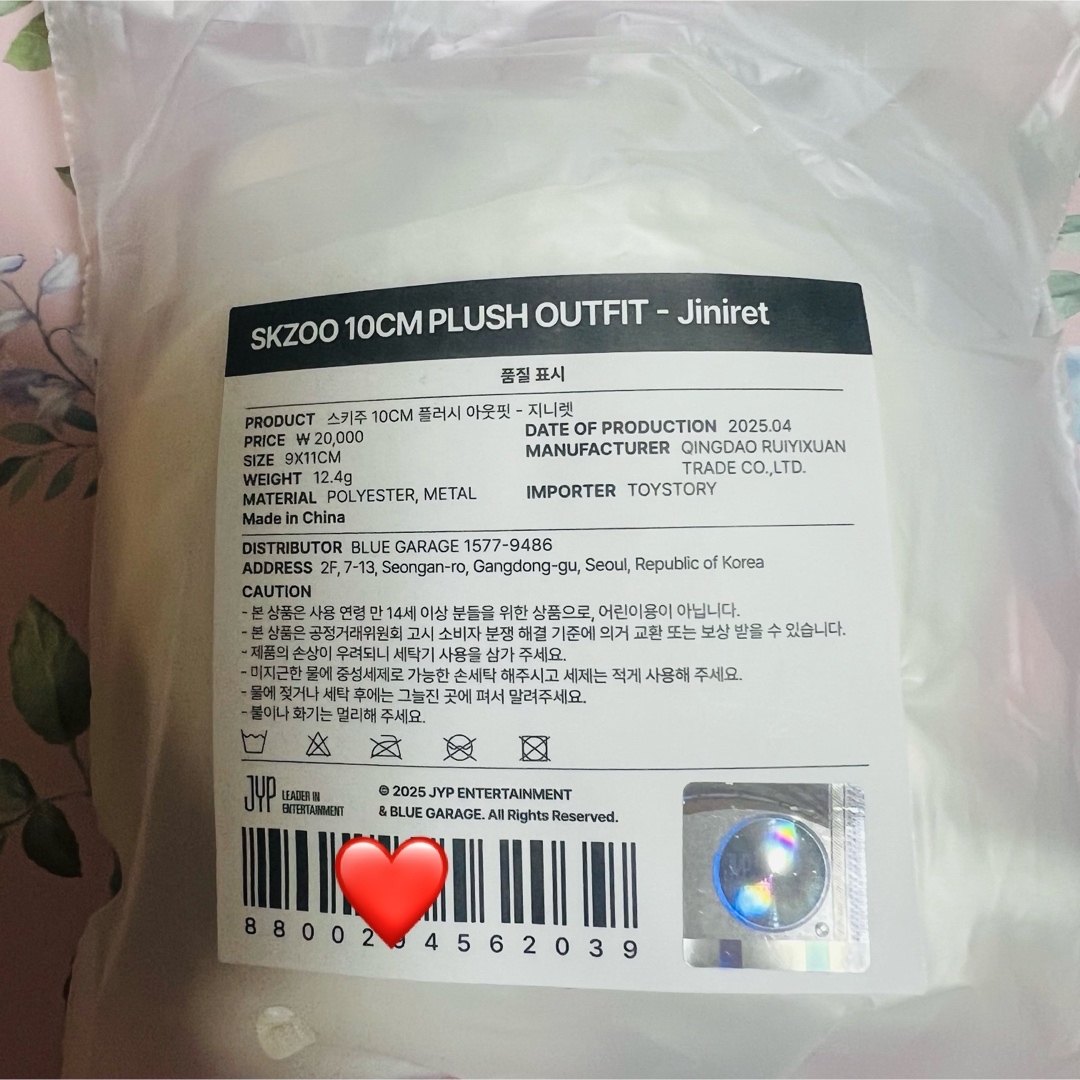 SKZOO 10CM PLUSH OUTFIT - Jiniret
품질 표시
PRODUCT 스키주 10CM 플러시 아웃핏 - 지니렛
PRICE ₩ 20,000
SIZE 9X11CM
WEIGHT 12.4g
MATERIAL POLYESTER, METAL
Made in China
DATE OF PRODUCTION 2025.04
MANUFACTURER QINGDAO RUIYIXUAN
TRADE CO.,LTD.
IMPORTER TOYSTORY
DISTRIBUTOR BLUE GARAGE 1577-9486
ADDRESS 2F, 7-13, Seongan-ro, Gangdong-gu, Seoul, Republic of Korea
CAUTION
- 본 상품은 사용 연령 만 14세 이상 분들을 위한 상품으로, 어린이용이 아닙니다.
- 본 상품은 공정거래위원회 고시 소비자 분쟁 해결 기준에 의거 교환 또는 보상 받을 수 있습니다.
- 제품의 손상이 우려되니 세탁기 사용을 삼가 주세요.
- 미지근한 물에 중성세제로 가능한 손세탁 해주시고 세제는 적게 사용해 주세요.
- 물에 젖거나 세탁 후에는 그늘진 곳에 펴서 말려주세요.
- 불이나 화기는 멀리해 주세요.
JYP LEADER IN
ENTERTAINMENT
© 2025 JYP ENTERTAINMENT
& BLUE GARAGE. All Rights Reserved.
8 8 0 0 2 4 5 6 2 0 3 9